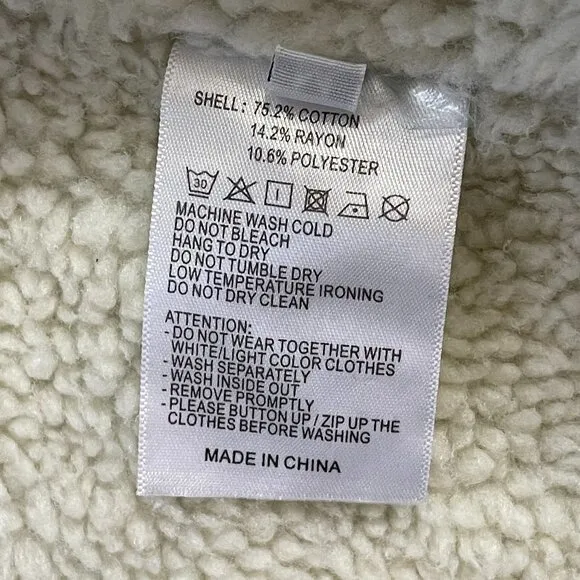 SHELL: 75.2% COTTON
14.2% RAYON
10.6% POLYESTER
30
MACHINE WASH COLD
DO NOT BLEACH
HANG TO DRY
DO NOT TUMBLE DRY
LOW TEMPERATURE IRONING
DO NOT DRY CLEAN
ATTENTION:
- DO NOT WEAR TOGETHER WITH
WHITE/LIGHT COLOR CLOTHES
- WASH SEPARATELY
- WASH INSIDE OUT
- REMOVE PROMPTLY
- PLEASE BUTTON UP / ZIP UP THE
CLOTHES BEFORE WASHING
MADE IN CHINA